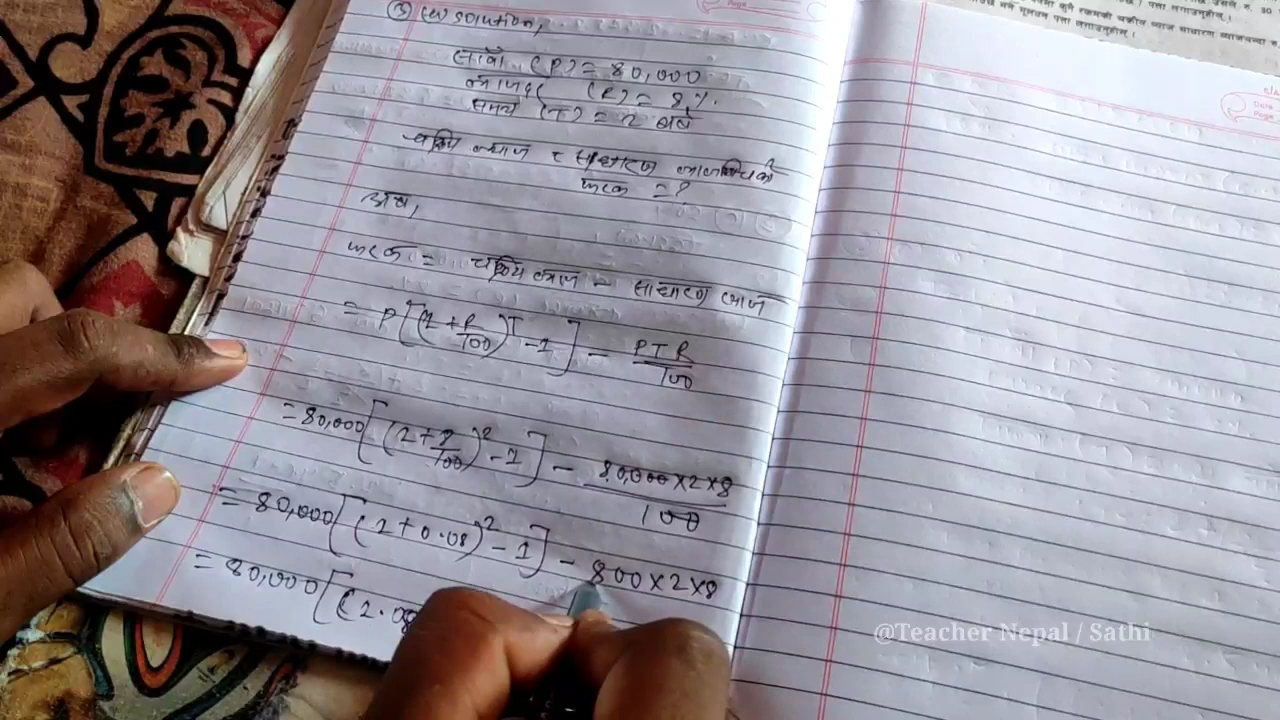 ③ solution,
साँवा (P) = 80,000
ब्याजदर (R) = 8%.
समय (T) = 2 वर्ष
चक्रिय ब्याज र साधारण ब्याजबिचको
फरक = ?
अब,
फरक = चक्रिय ब्याज - साधारण ब्याज
= P[(1 + R/100)^T - 1] - PTR/100
= 80,000[(1 + 8/100)^2 - 1] - 80,000×2×8/100
= 80,000[(1 + 0.08)^2 - 1] - 800×2×8
= 80,000[(1.08
@Teacher Nepal / Sathi